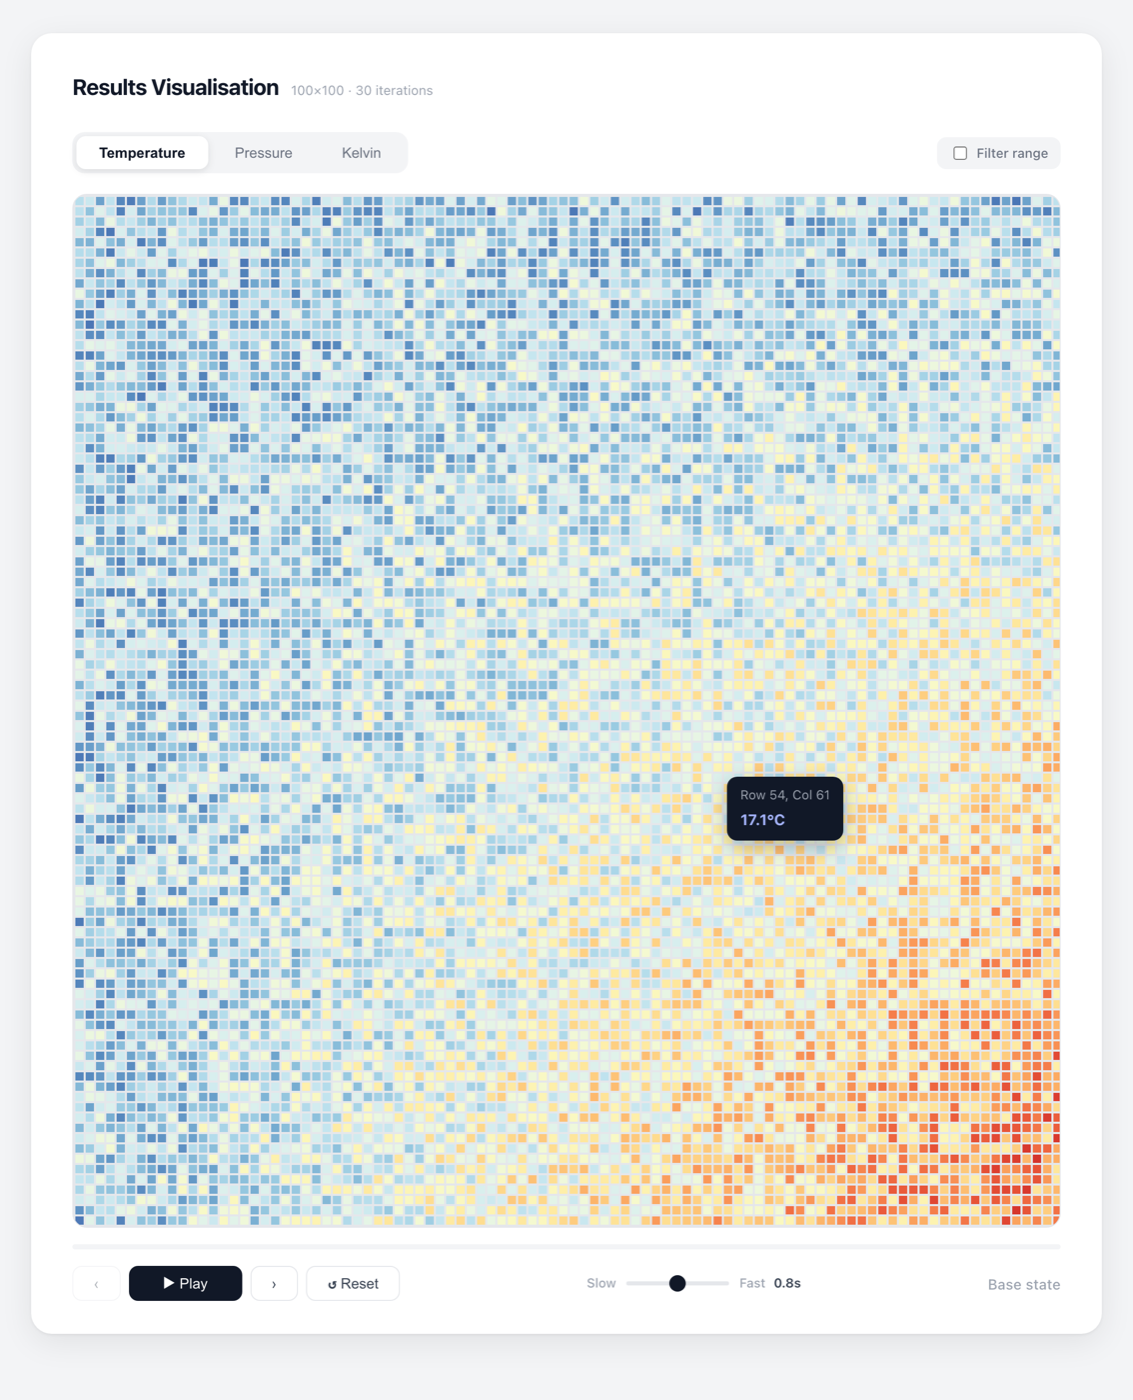 Results Visualisation 100×100 · 30 iterations
Temperature Pressure Kelvin Filter range
Row 54, Col 61
17.1°C
‹ ▶ Play › ↺ Reset Slow Fast 0.8s Base state